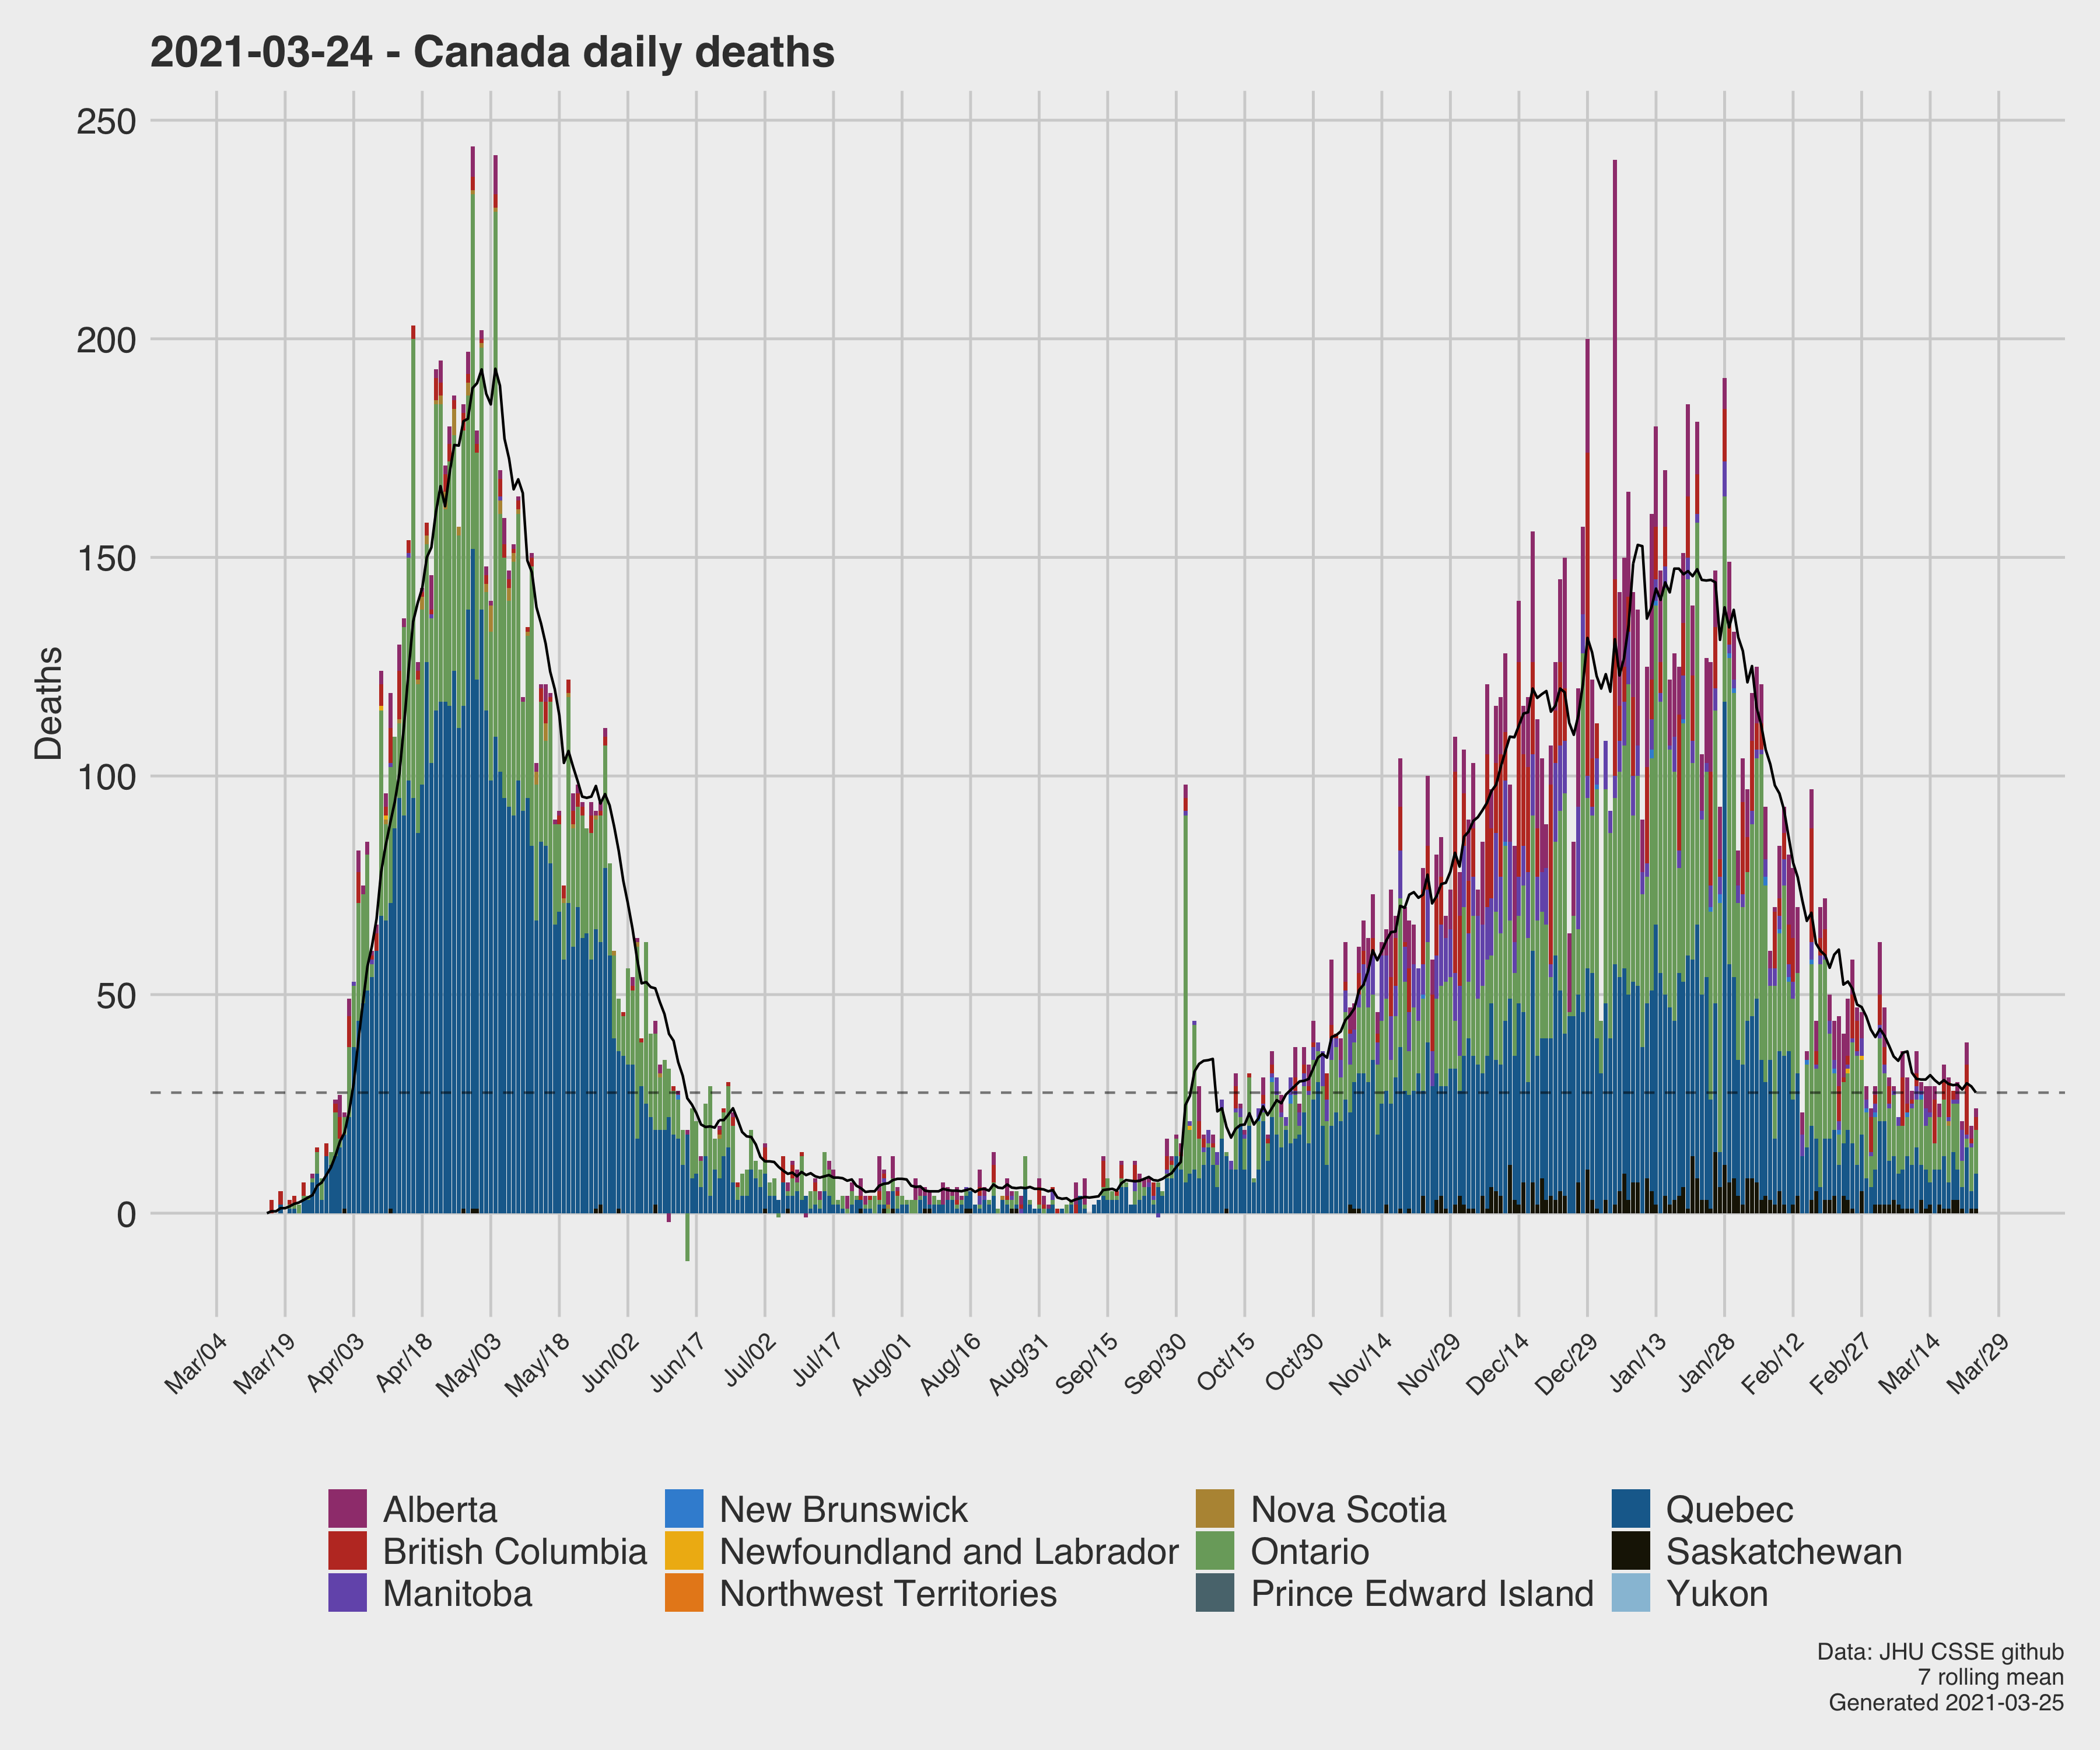 2021-03-24 - Canada daily deaths
250
200
150
100
50
0
Deaths
Mar/04
Mar/19
Apr/03
Apr/18
May/03
May/18
Jun/02
Jun/17
Jul/02
Jul/17
Aug/01
Aug/16
Aug/31
Sep/15
Sep/30
Oct/15
Oct/30
Nov/14
Nov/29
Dec/14
Dec/29
Jan/13
Jan/28
Feb/12
Feb/27
Mar/14
Mar/29
Alberta
British Columbia
Manitoba
New Brunswick
Newfoundland and Labrador
Northwest Territories
Nova Scotia
Ontario
Prince Edward Island
Quebec
Saskatchewan
Yukon
Data: JHU CSSE github
7 rolling mean
Generated 2021-03-25